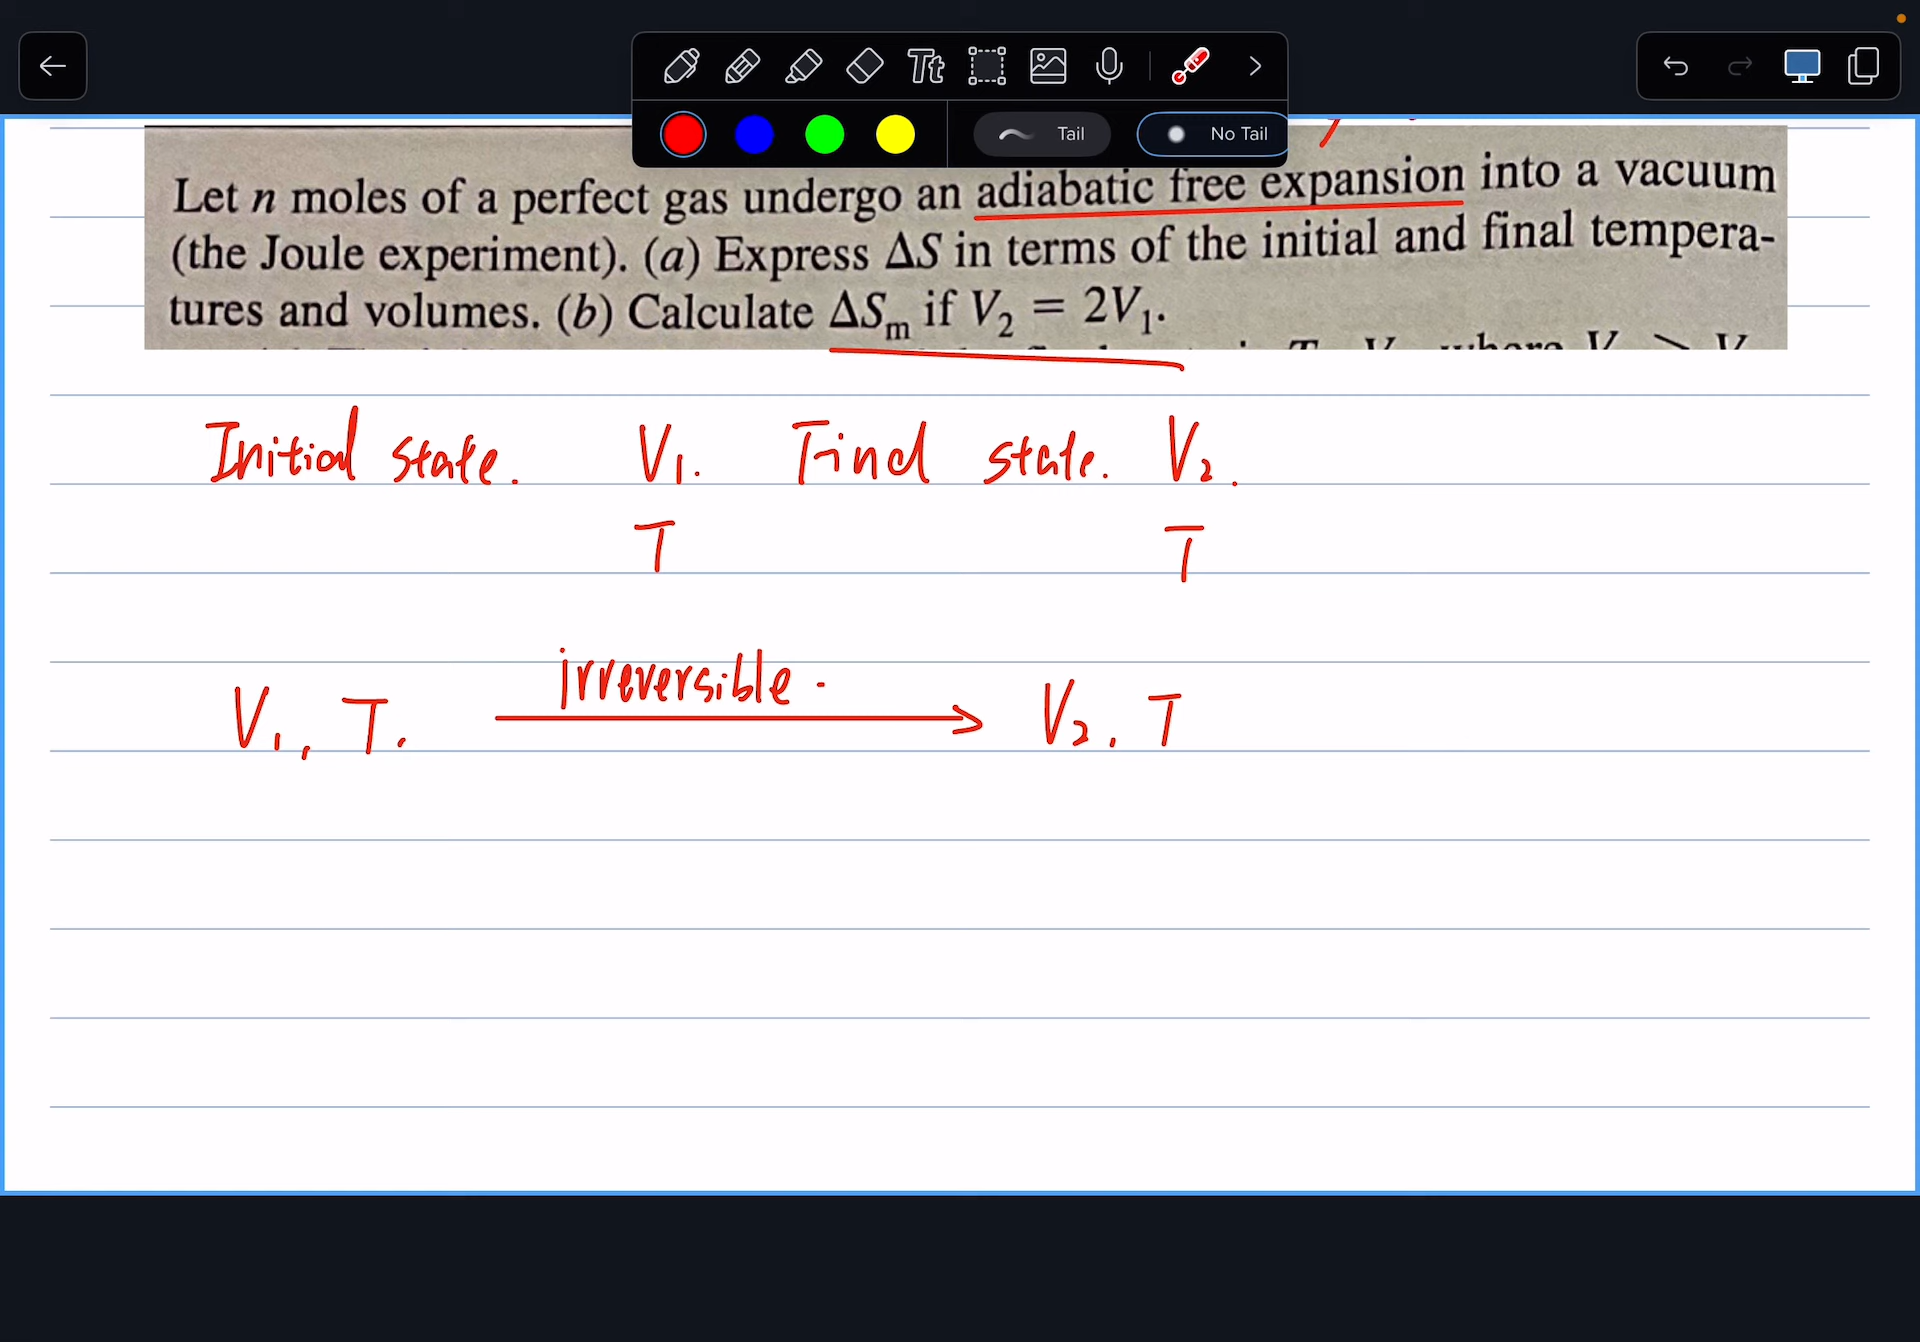 Tt
Tail
No Tail
Let n moles of a perfect gas undergo an adiabatic free expansion into a vacuum
(the Joule experiment). (a) Express ΔS in terms of the initial and final tempera-
tures and volumes. (b) Calculate ΔSₘ if V₂ = 2V₁.
where V > V
Initial state. V₁. Final state. V₂.
T T
irreversible.
V₁, T. → V₂, T